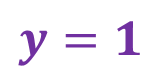 y = 1